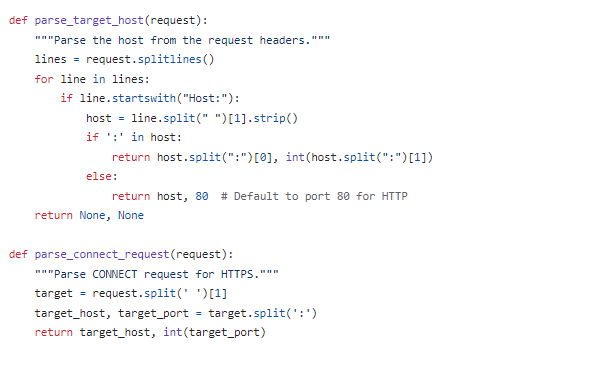 def parse_target_host(request):
    """Parse the host from the request headers."""
    lines = request.splitlines()
    for line in lines:
        if line.startswith("Host:"):
            host = line.split(" ")[1].strip()
            if ':' in host:
                return host.split(":")[0], int(host.split(":")[1])
            else:
                return host, 80  # Default to port 80 for HTTP
    return None, None

def parse_connect_request(request):
    """Parse CONNECT request for HTTPS."""
    target = request.split(' ')[1]
    target_host, target_port = target.split(':')
    return target_host, int(target_port)